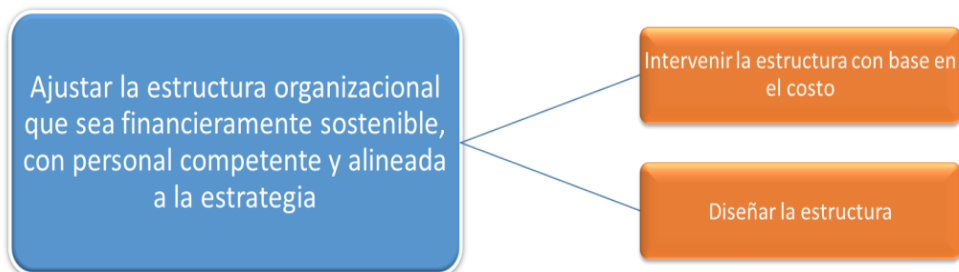 Ajustar la estructura organizacional
que sea financieramente sostenible,
con personal competente y alineada
a la estrategia
Intervenir la estructura con base en
el costo
Diseñar la estructura